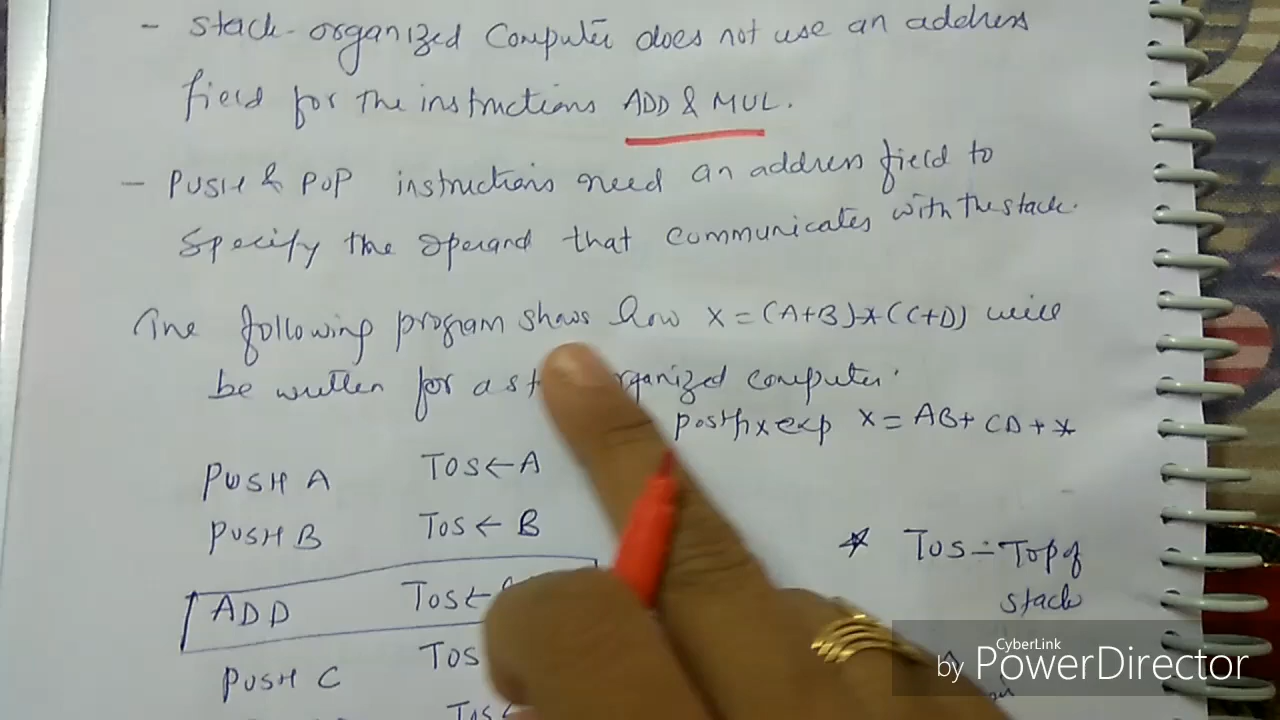 - Stack-organized Computer does not use an address
field for the instructions ADD & MUL.
- PUSH & POP instructions need an address field to
Specify the operand that communicates with the stack.
The following program shows how X = (A+B)*(C+D) will
be written for a organized computer.
postfix exp X = AB+ CD + *
PUSH A TOS ← A
PUSH B TOS ← B
* TOS = Top of
stack
ADD TOS ←
PUSH C TOS
TOS ←
CyberLink
by PowerDirector